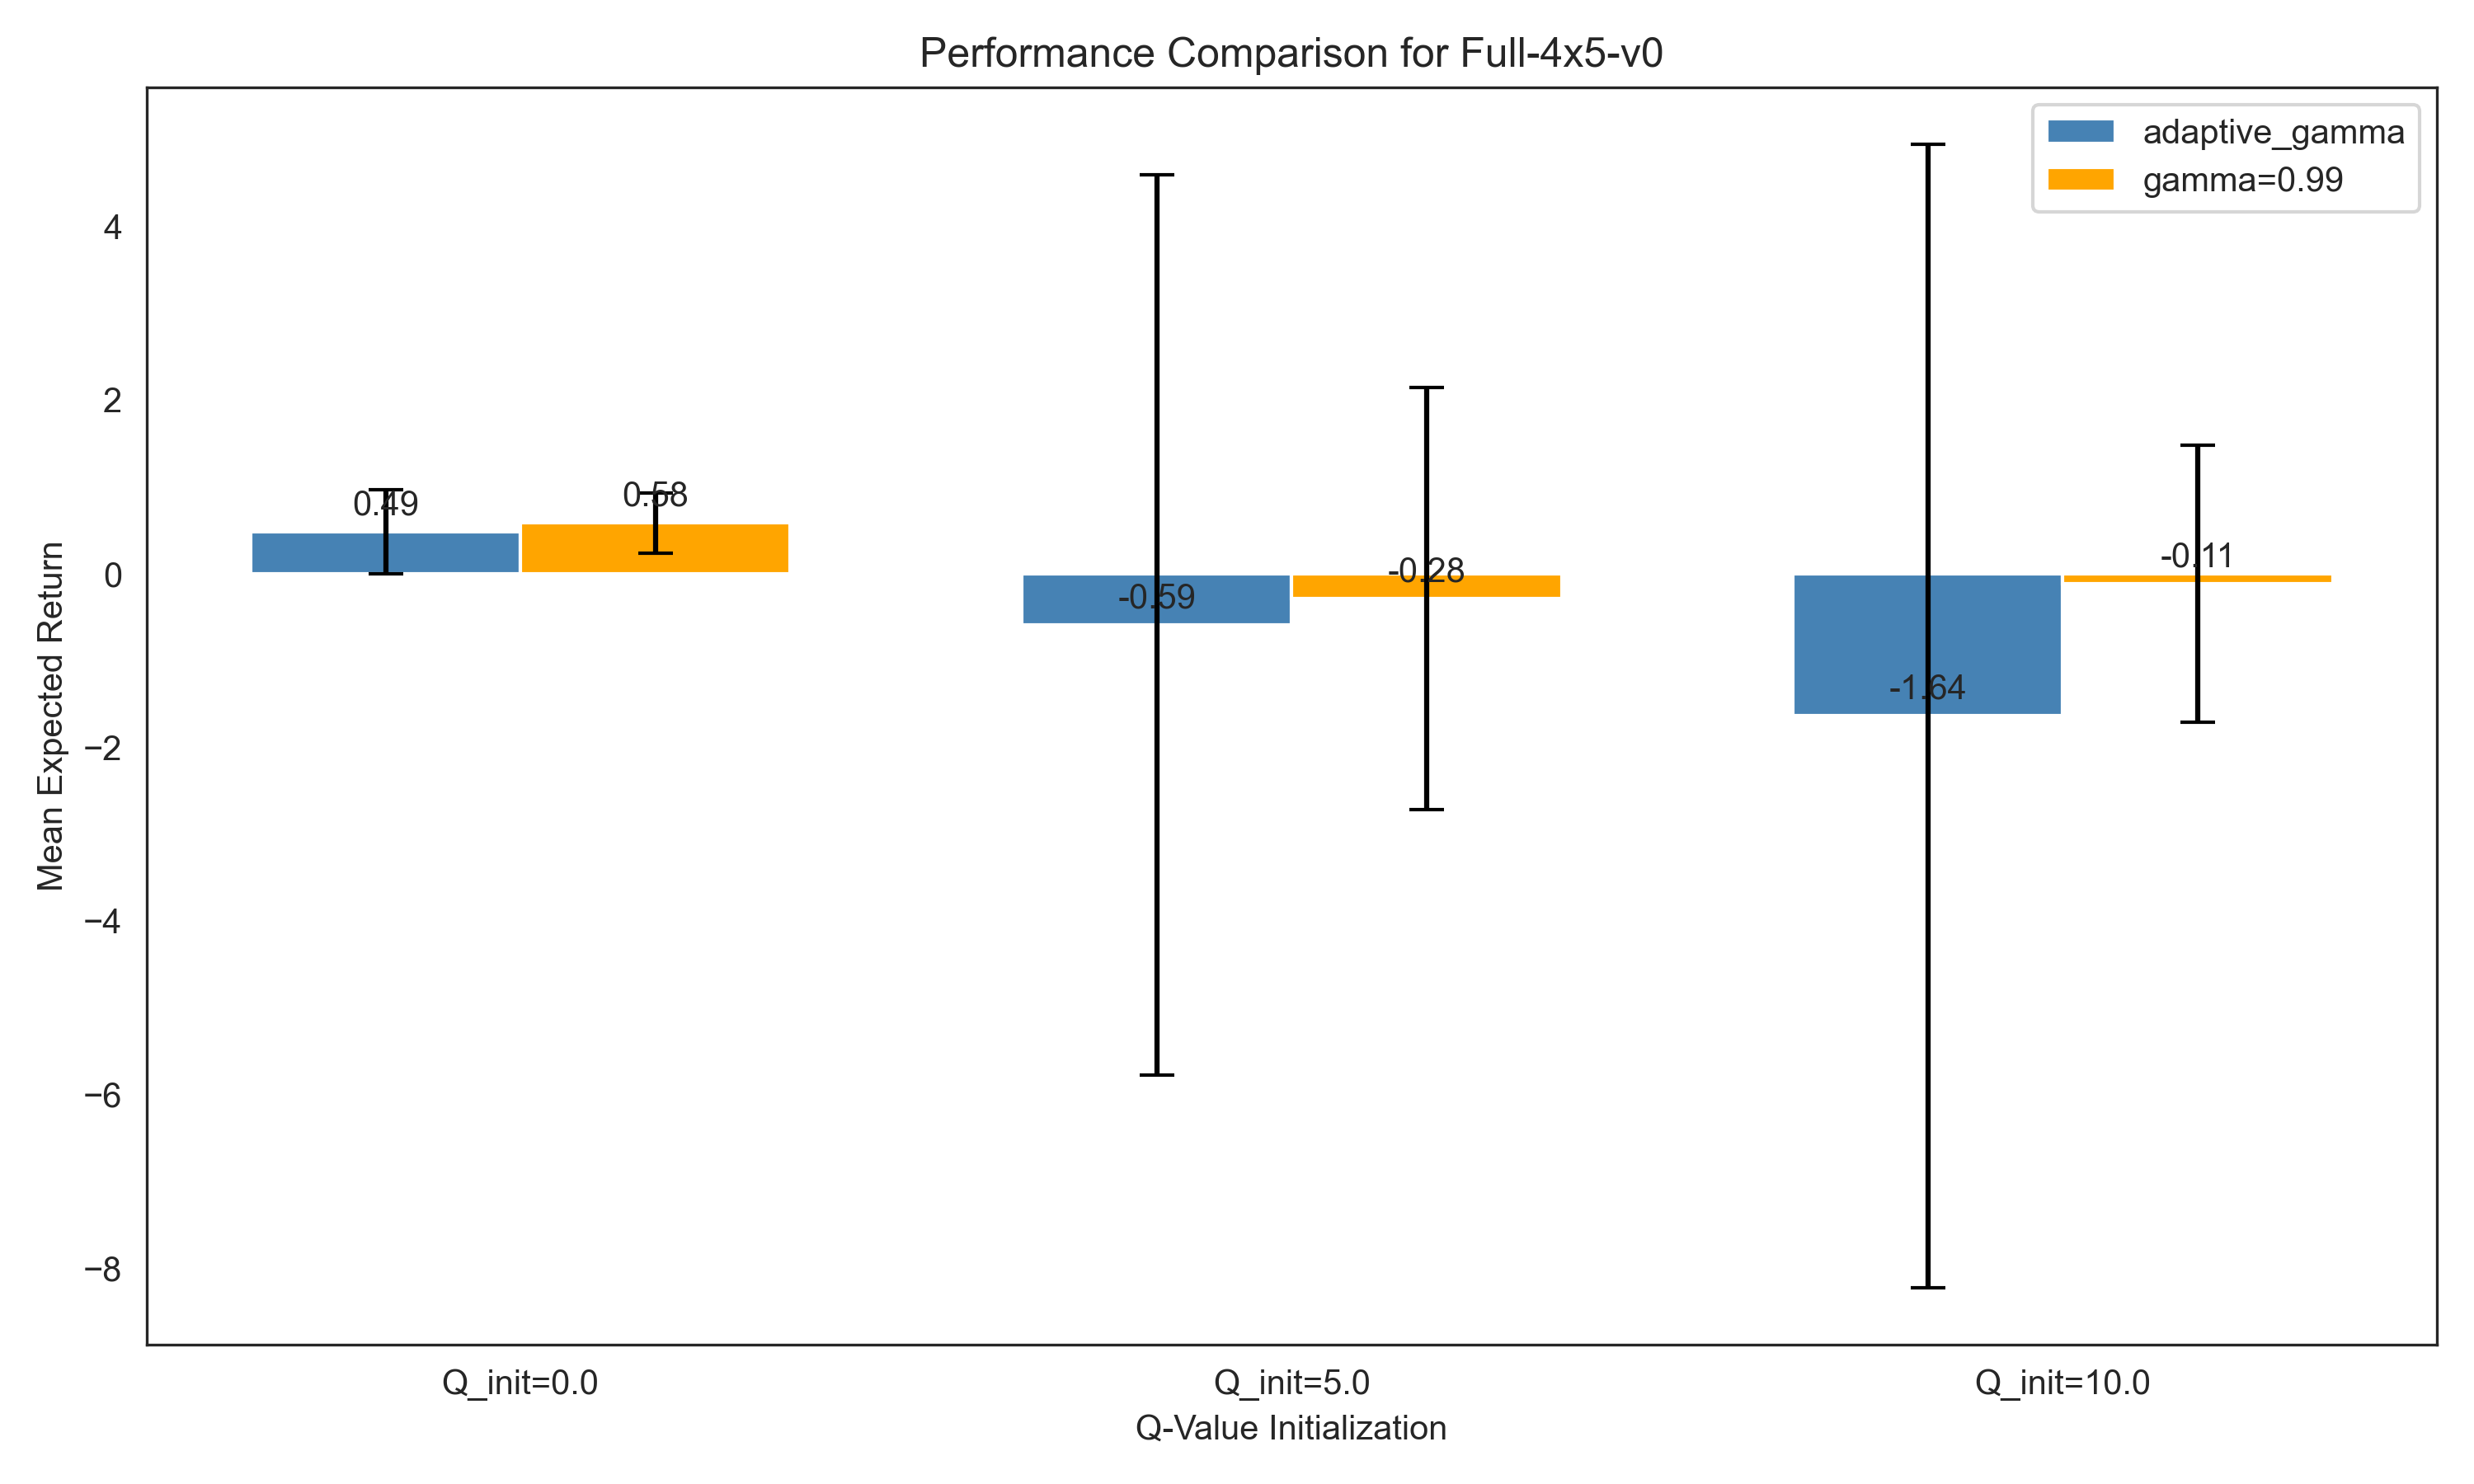 Performance Comparison for Full-4x5-v0
adaptive_gamma
gamma=0.99
Mean Expected Return
4
2
0
−2
−4
−6
−8
0.49
0.58
-0.59
-0.28
-1.64
-0.11
Q_init=0.0
Q_init=5.0
Q_init=10.0
Q-Value Initialization